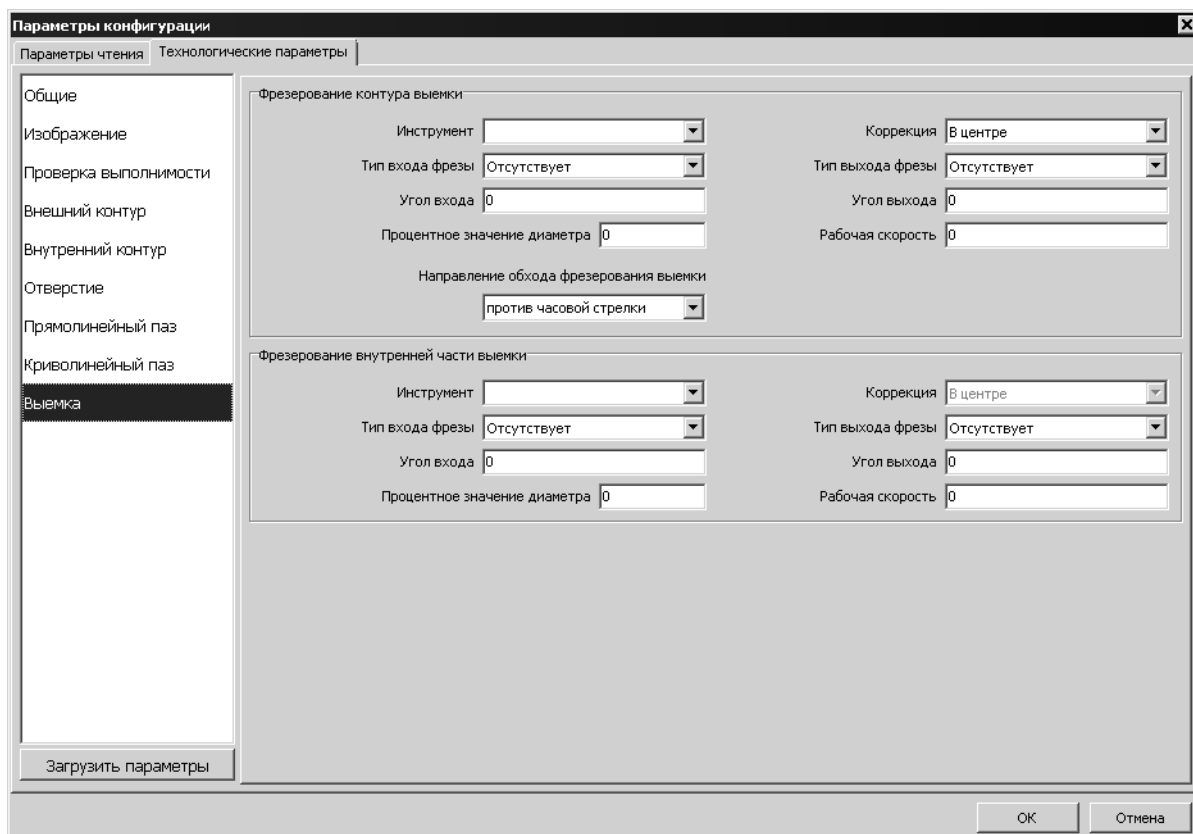 Параметры конфигурации
Параметры чтения Технологические параметры
Общие
Изображение
Проверка выполнимости
Внешний контур
Внутренний контур
Отверстие
Прямолинейный паз
Криволинейный паз
Выемка
Загрузить параметры
Фрезерование контура выемки
Инструмент Коррекция В центре
Тип входа фрезы Отсутствует Тип выхода фрезы Отсутствует
Угол входа 0 Угол выхода 0
Процентное значение диаметра 0 Рабочая скорость 0
Направление обхода фрезерования выемки
против часовой стрелки
Фрезерование внутренней части выемки
Инструмент Коррекция В центре
Тип входа фрезы Отсутствует Тип выхода фрезы Отсутствует
Угол входа 0 Угол выхода 0
Процентное значение диаметра 0 Рабочая скорость 0
ОК Отмена